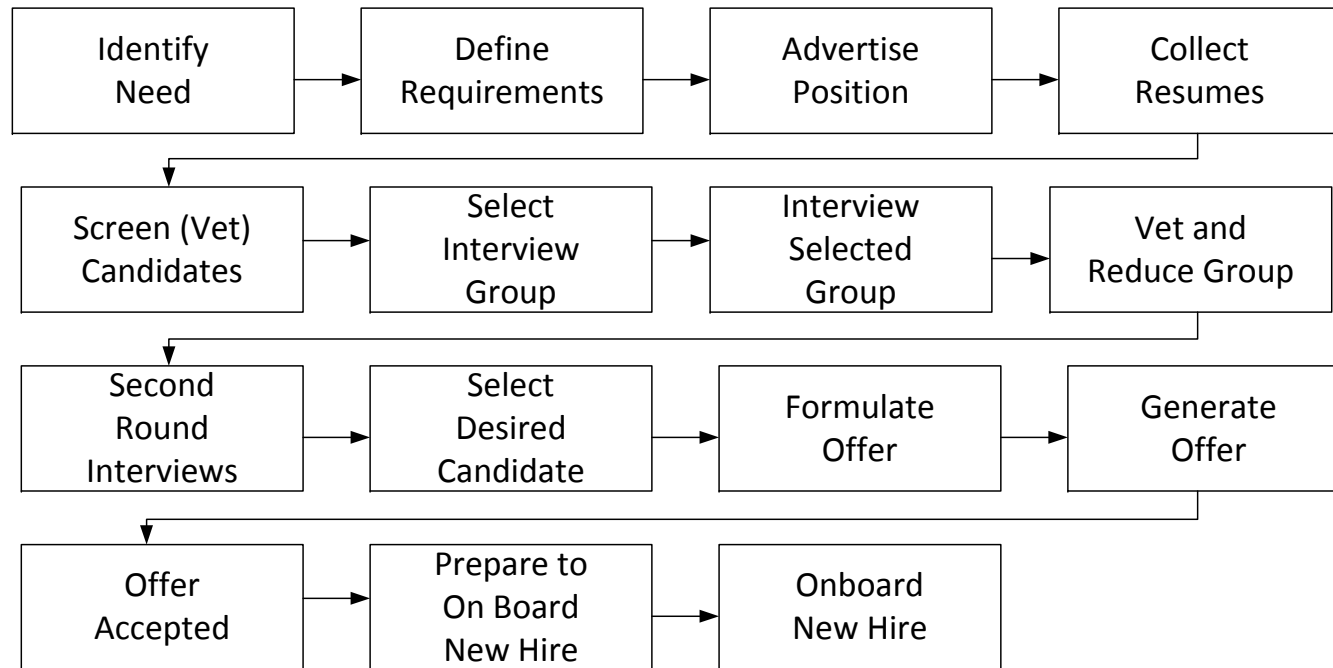 Identify
Need
Define
Requirements
Advertise
Position
Collect
Resumes
Screen (Vet)
Candidates
Select
Interview
Group
Interview
Selected
Group
Vet and
Reduce Group
Second
Round
Interviews
Select
Desired
Candidate
Formulate
Offer
Generate
Offer
Offer
Accepted
Prepare to
On Board
New Hire
Onboard
New Hire